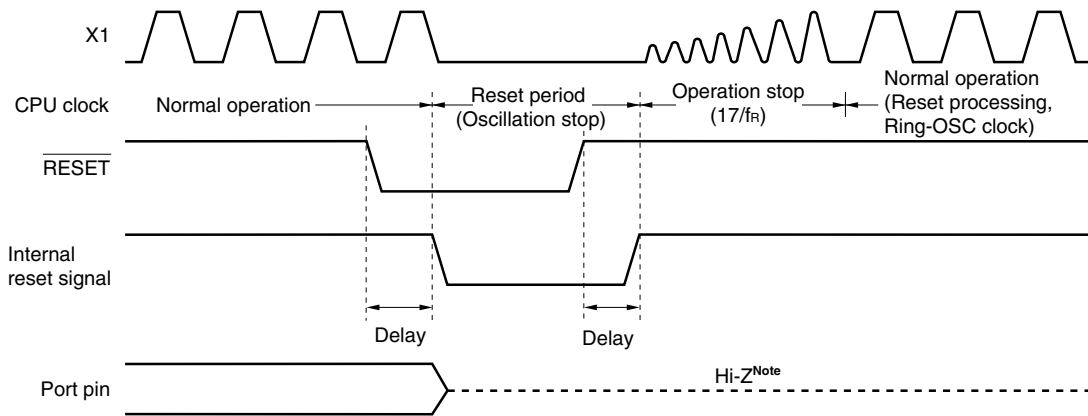 X1
CPU clock
Normal operation
Reset period
(Oscillation stop)
Operation stop
(17/fR)
Normal operation
(Reset processing,
Ring-OSC clock)
RESET
Internal
reset signal
Delay
Delay
Port pin
Hi-ZNote